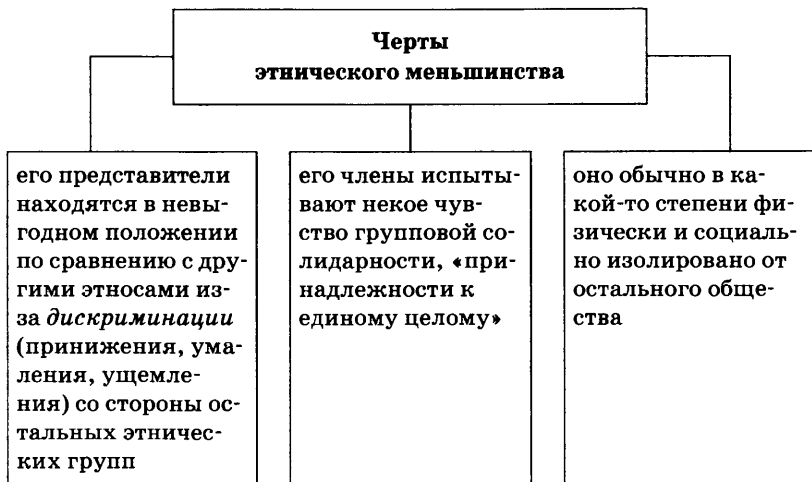 Черты
этнического меньшинства
его представители
находятся в невы-
годном положении
по сравнению с дру-
гими этносами из-
за дискриминации
(принижения, ума-
ления, ущемле-
ния) со стороны ос-
тальных этничес-
ких групп
его члены испыты-
вают некое чув-
ство групповой со-
лидарности, «при-
надлежности к
единому целому»
оно обычно в ка-
кой-то степени фи-
зически и социаль-
но изолировано от
остального обще-
ства